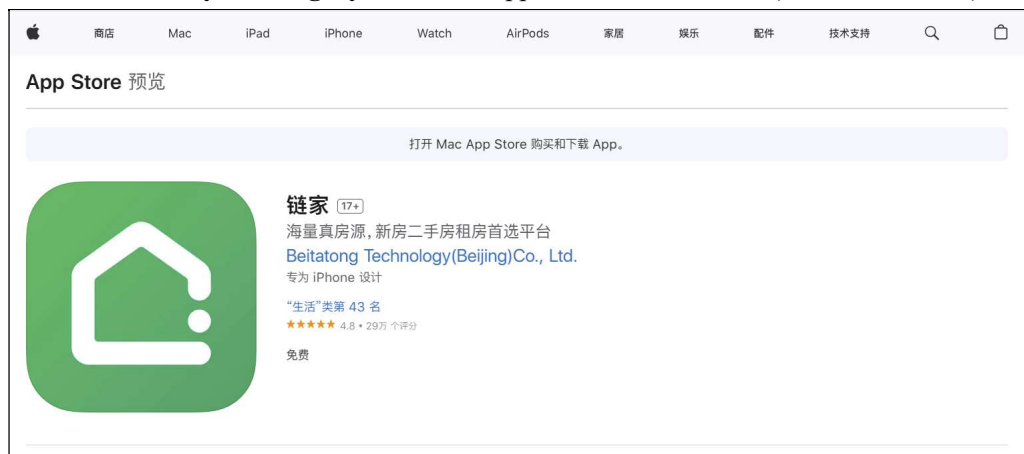 商店 Mac iPad iPhone Watch AirPods 家居 娱乐 配件 技术支持
App Store 预览
打开 Mac App Store 购买和下载 App。
链家 17+
海量真房源，新房二手房租房首选平台
Beitatong Technology(Beijing)Co., Ltd.
专为 iPhone 设计
“生活”类第 43 名
★★★★★ 4.8 • 29万 个评分
免费